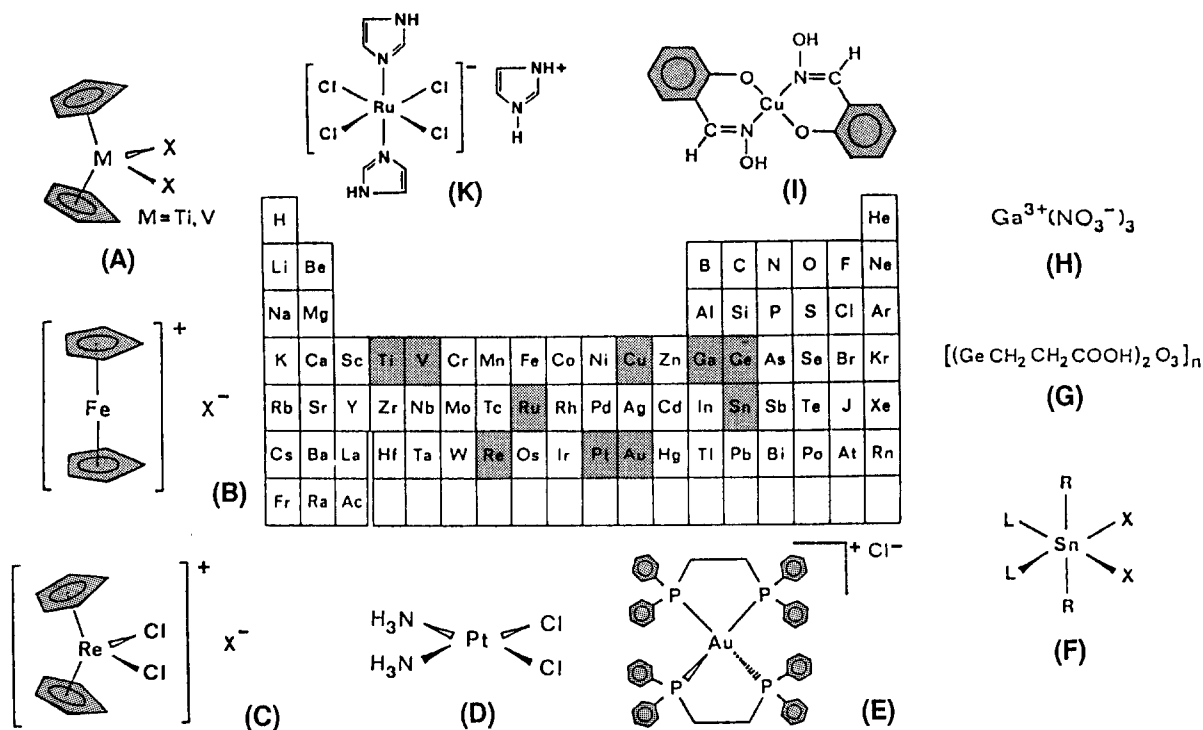 NH
N
Cl Cl
Ru
Cl Cl
N
HN
−
NH+
N
H
(K)
OH
N
H
C
O
Cu
C
N
O
H
OH
(I)
X
M
X
M=Ti,V
(A)
Ga³⁺(NO₃⁻)₃
(H)
H He
Li Be B C N O F Ne
Na Mg Al Si P S Cl Ar
K Ca Sc Ti V Cr Mn Fe Co Ni Cu Zn Ga Ge As Se Br Kr
Rb Sr Y Zr Nb Mo Tc Ru Rh Pd Ag Cd In Sn Sb Te J Xe
Cs Ba La Hf Ta W Re Os Ir Pt Au Hg Tl Pb Bi Po At Rn
Fr Ra Ac
+
Fe
X⁻
(B)
[(Ge CH₂ CH₂COOH)₂ O₃]n
(G)
+
Cl
Re
Cl
X⁻
(C)
H₃N Cl
Pt
H₃N Cl
(D)
+ Cl⁻
P P
Au
P P
(E)
R
L X
Sn
L X
R
(F)